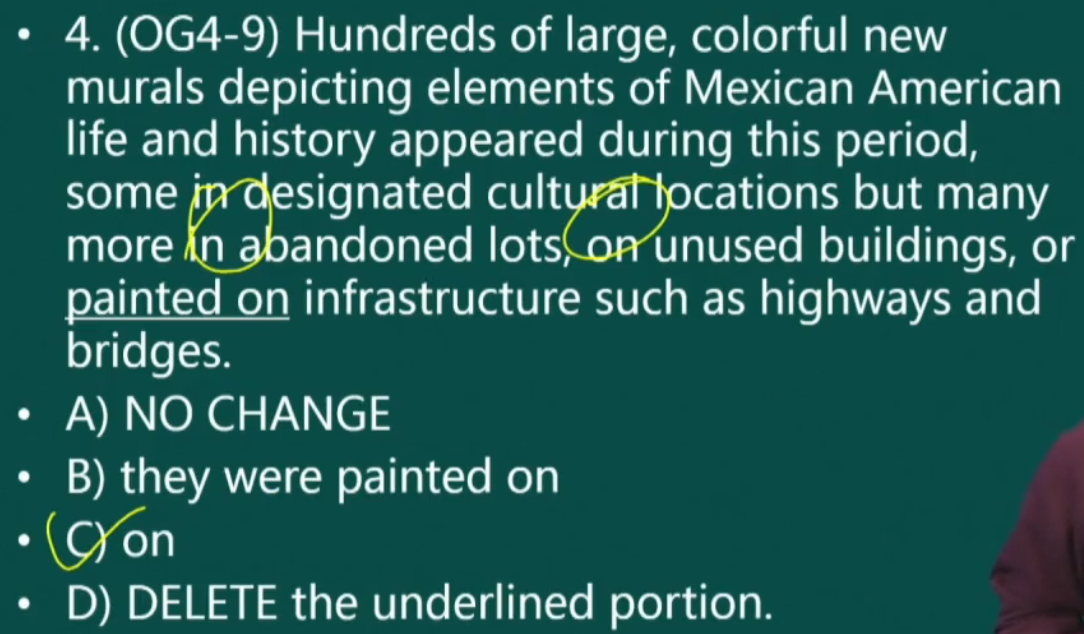 • 4. (OG4-9) Hundreds of large, colorful new
murals depicting elements of Mexican American
life and history appeared during this period,
some in designated cultural locations but many
more in abandoned lots, on unused buildings, or
painted on infrastructure such as highways and
bridges.
• A) NO CHANGE
• B) they were painted on
• C) on
• D) DELETE the underlined portion.